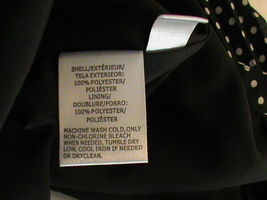 SHELL/EXTÉRIEUR/
TELA EXTERIOR:
100% POLYESTER/
POLIÉSTER
LINING/
DOUBLURE/FORRO:
100% POLYESTER/
POLIÉSTER
MACHINE WASH COLD,ONLY
NON-CHLORINE BLEACH
WHEN NEEDED, TUMBLE DRY
LOW, COOL IRON IF NEEDED
OR DRYCLEAN.